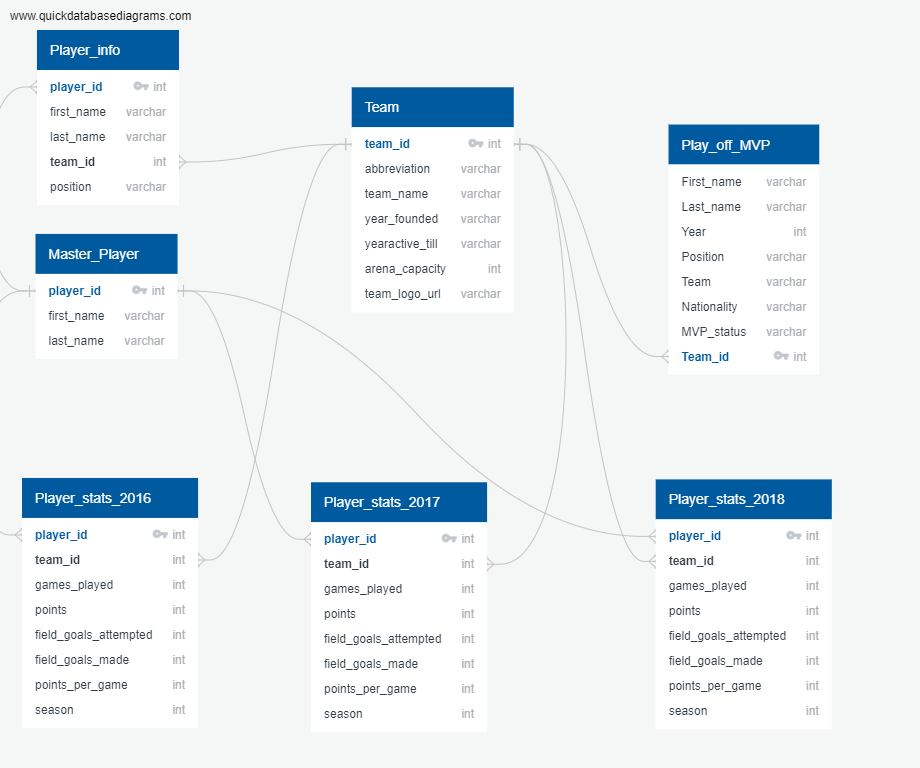 www.quickdatabasediagrams.com
Player_info
player_id int
first_name varchar
last_name varchar
team_id int
position varchar
Master_Player
player_id int
first_name varchar
last_name varchar
Team
team_id int
abbreviation varchar
team_name varchar
year_founded varchar
yearactive_till varchar
arena_capacity int
team_logo_url varchar
Play_off_MVP
First_name varchar
Last_name varchar
Year int
Position varchar
Team varchar
Nationality varchar
MVP_status varchar
Team_id int
Player_stats_2016
player_id int
team_id int
games_played int
points int
field_goals_attempted int
field_goals_made int
points_per_game int
season int
Player_stats_2017
player_id int
team_id int
games_played int
points int
field_goals_attempted int
field_goals_made int
points_per_game int
season int
Player_stats_2018
player_id int
team_id int
games_played int
points int
field_goals_attempted int
field_goals_made int
points_per_game int
season int